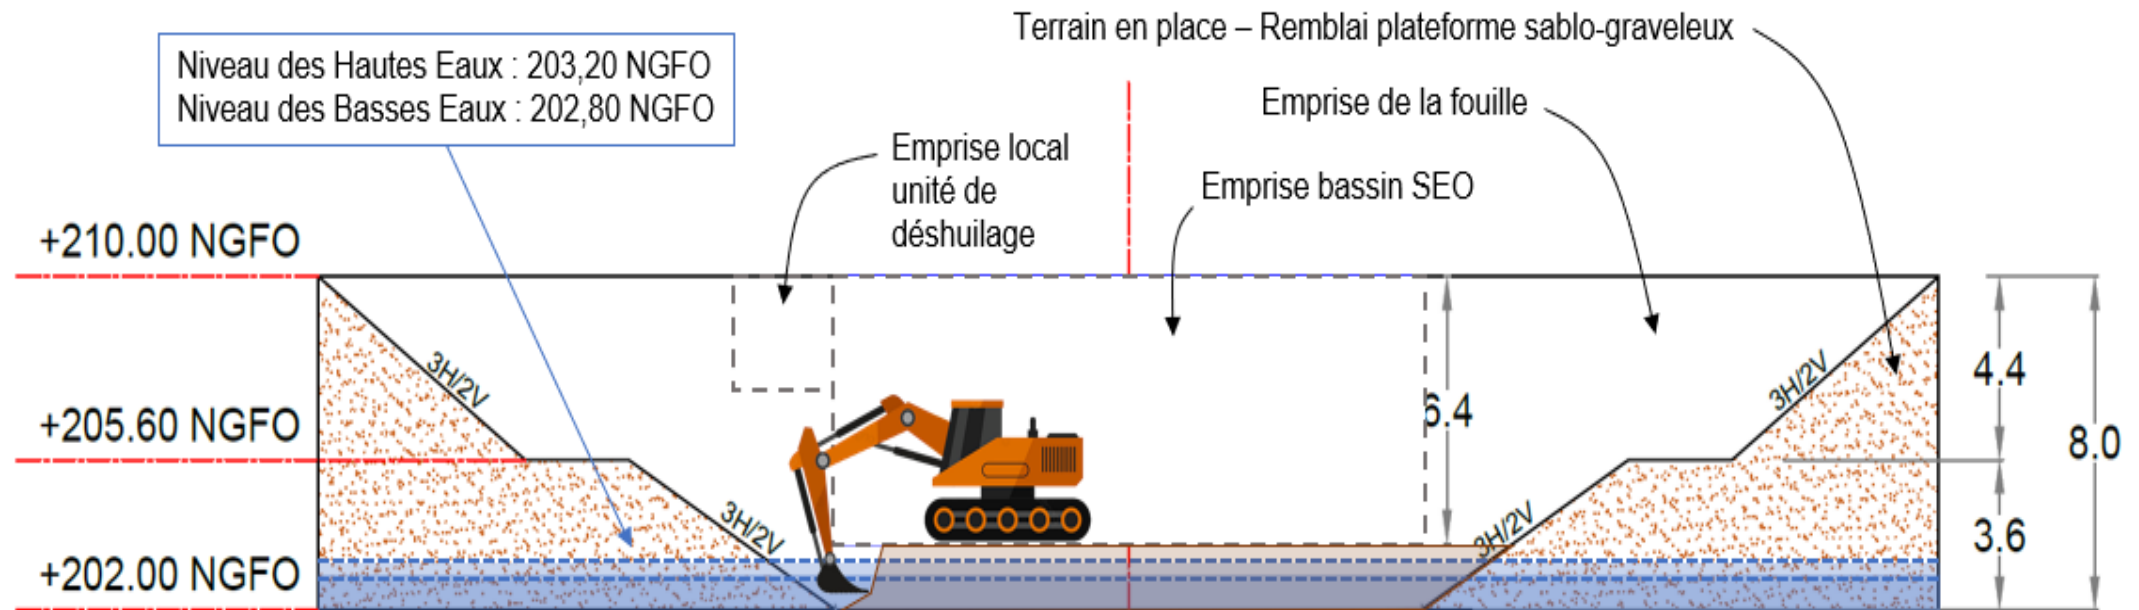 Terrain en place – Remblai plateforme sablo-graveleux
Niveau des Hautes Eaux : 203,20 NGFO
Niveau des Basses Eaux : 202,80 NGFO
Emprise de la fouille
Emprise local
unité de
déshuilage
Emprise bassin SEO
+210.00 NGFO
3H/2V
3H/2V
4.4
+205.60 NGFO
6.4
8.0
3H/2V
3H/2V
3.6
+202.00 NGFO